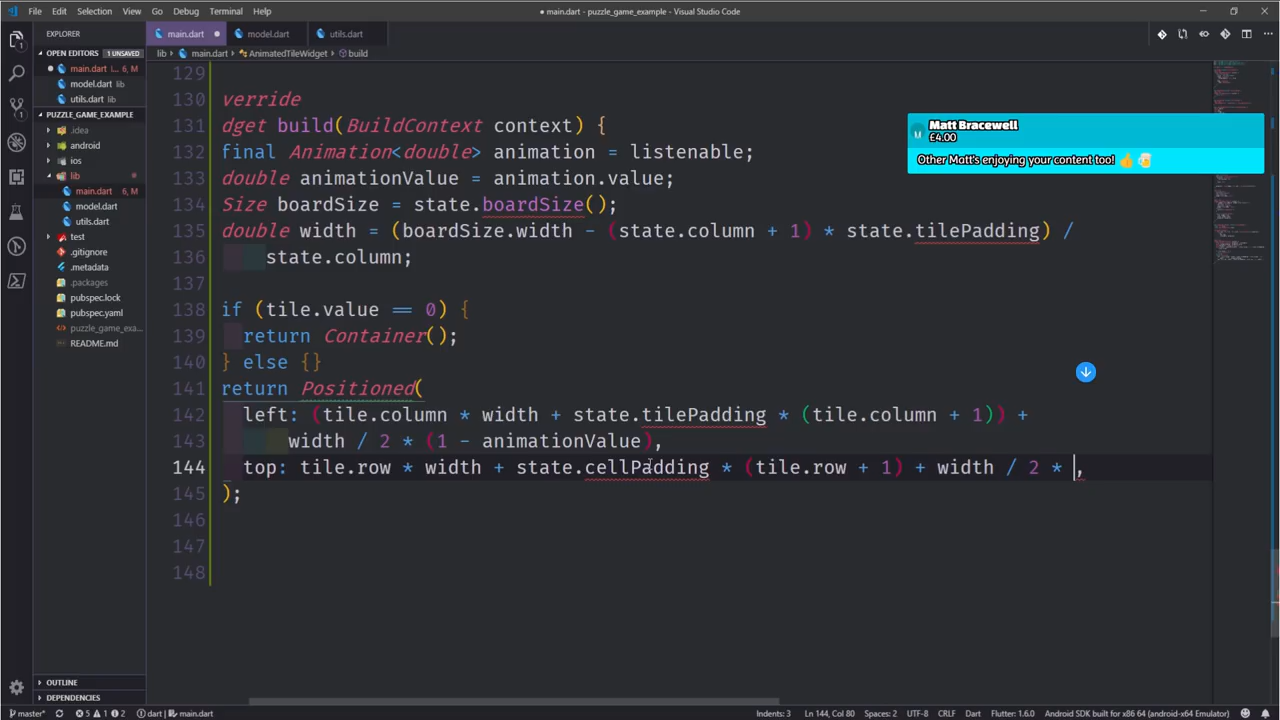 File Edit Selection View Go Debug Terminal Help
● main.dart - puzzle_game_example - Visual Studio Code
EXPLORER
OPEN EDITORS 1 UNSAVED
main.dart l... 6, M
model.dart lib
utils.dart lib
PUZZLE_GAME_EXAMPLE
.idea
android
ios
lib
main.dart 6, M
model.dart
utils.dart
test
.gitignore
.metadata
.packages
pubspec.lock
pubspec.yaml
puzzle_game_exa...
README.md
OUTLINE
DEPENDENCIES
main.dart model.dart utils.dart
lib main.dart AnimatedTileWidget build
129
130 verride
131 dget build(BuildContext context) {
132 final Animation<double> animation = listenable;
133 double animationValue = animation.value;
134 Size boardSize = state.boardSize();
135 double width = (boardSize.width - (state.column + 1) * state.tilePadding) /
136 state.column;
137
138 if (tile.value == 0) {
139 return Container();
140 } else {}
141 return Positioned(
142 left: (tile.column * width + state.tilePadding * (tile.column + 1)) +
143 width / 2 * (1 - animationValue),
144 top: tile.row * width + state.cellPadding * (tile.row + 1) + width / 2 * ,
145 );
146
147
148
Matt Bracewell
£4.00
Other Matt's enjoying your content too! 👍 🍻
master* 5 1 2 dart | main.dart Indents: 3 Ln 144, Col 80 Spaces: 2 UTF-8 CRLF Dart Flutter: 1.6.0 Android SDK built for x86 (android-x86 Emulator)